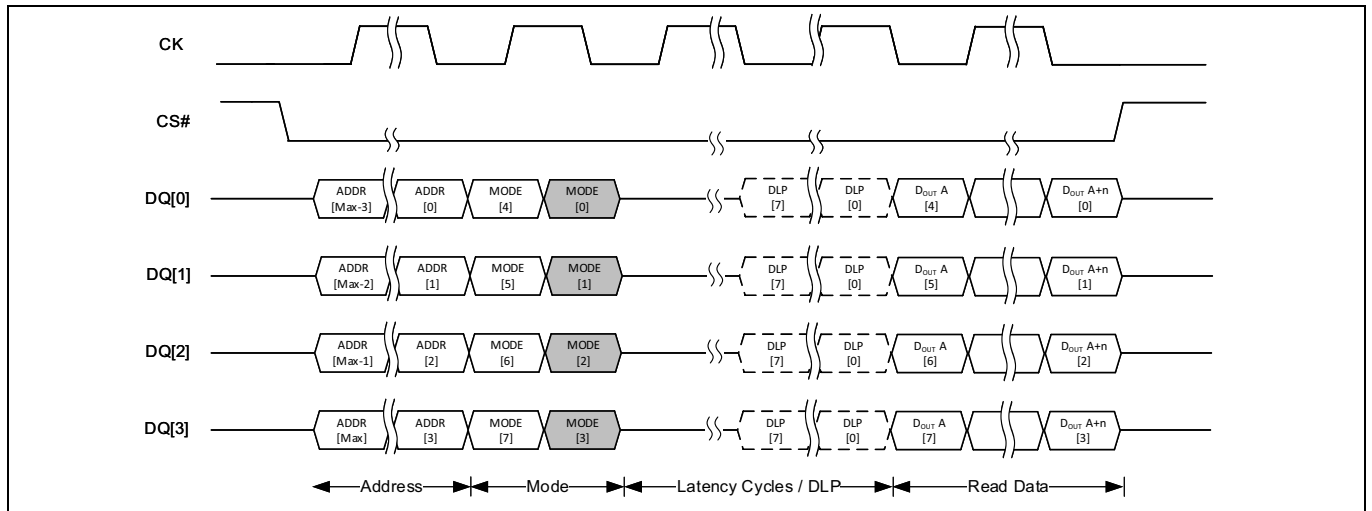 CK
CS#
DQ[0]
ADDR [Max-3]
ADDR [0]
MODE [4]
MODE [0]
DLP [7]
DLP [0]
DOUT A [4]
DOUT A+n [0]
DQ[1]
ADDR [Max-2]
ADDR [1]
MODE [5]
MODE [1]
DLP [7]
DLP [0]
DOUT A [5]
DOUT A+n [1]
DQ[2]
ADDR [Max-1]
ADDR [2]
MODE [6]
MODE [2]
DLP [7]
DLP [0]
DOUT A [6]
DOUT A+n [2]
DQ[3]
ADDR [Max]
ADDR [3]
MODE [7]
MODE [3]
DLP [7]
DLP [0]
DOUT A [7]
DOUT A+n [3]
Address
Mode
Latency Cycles / DLP
Read Data